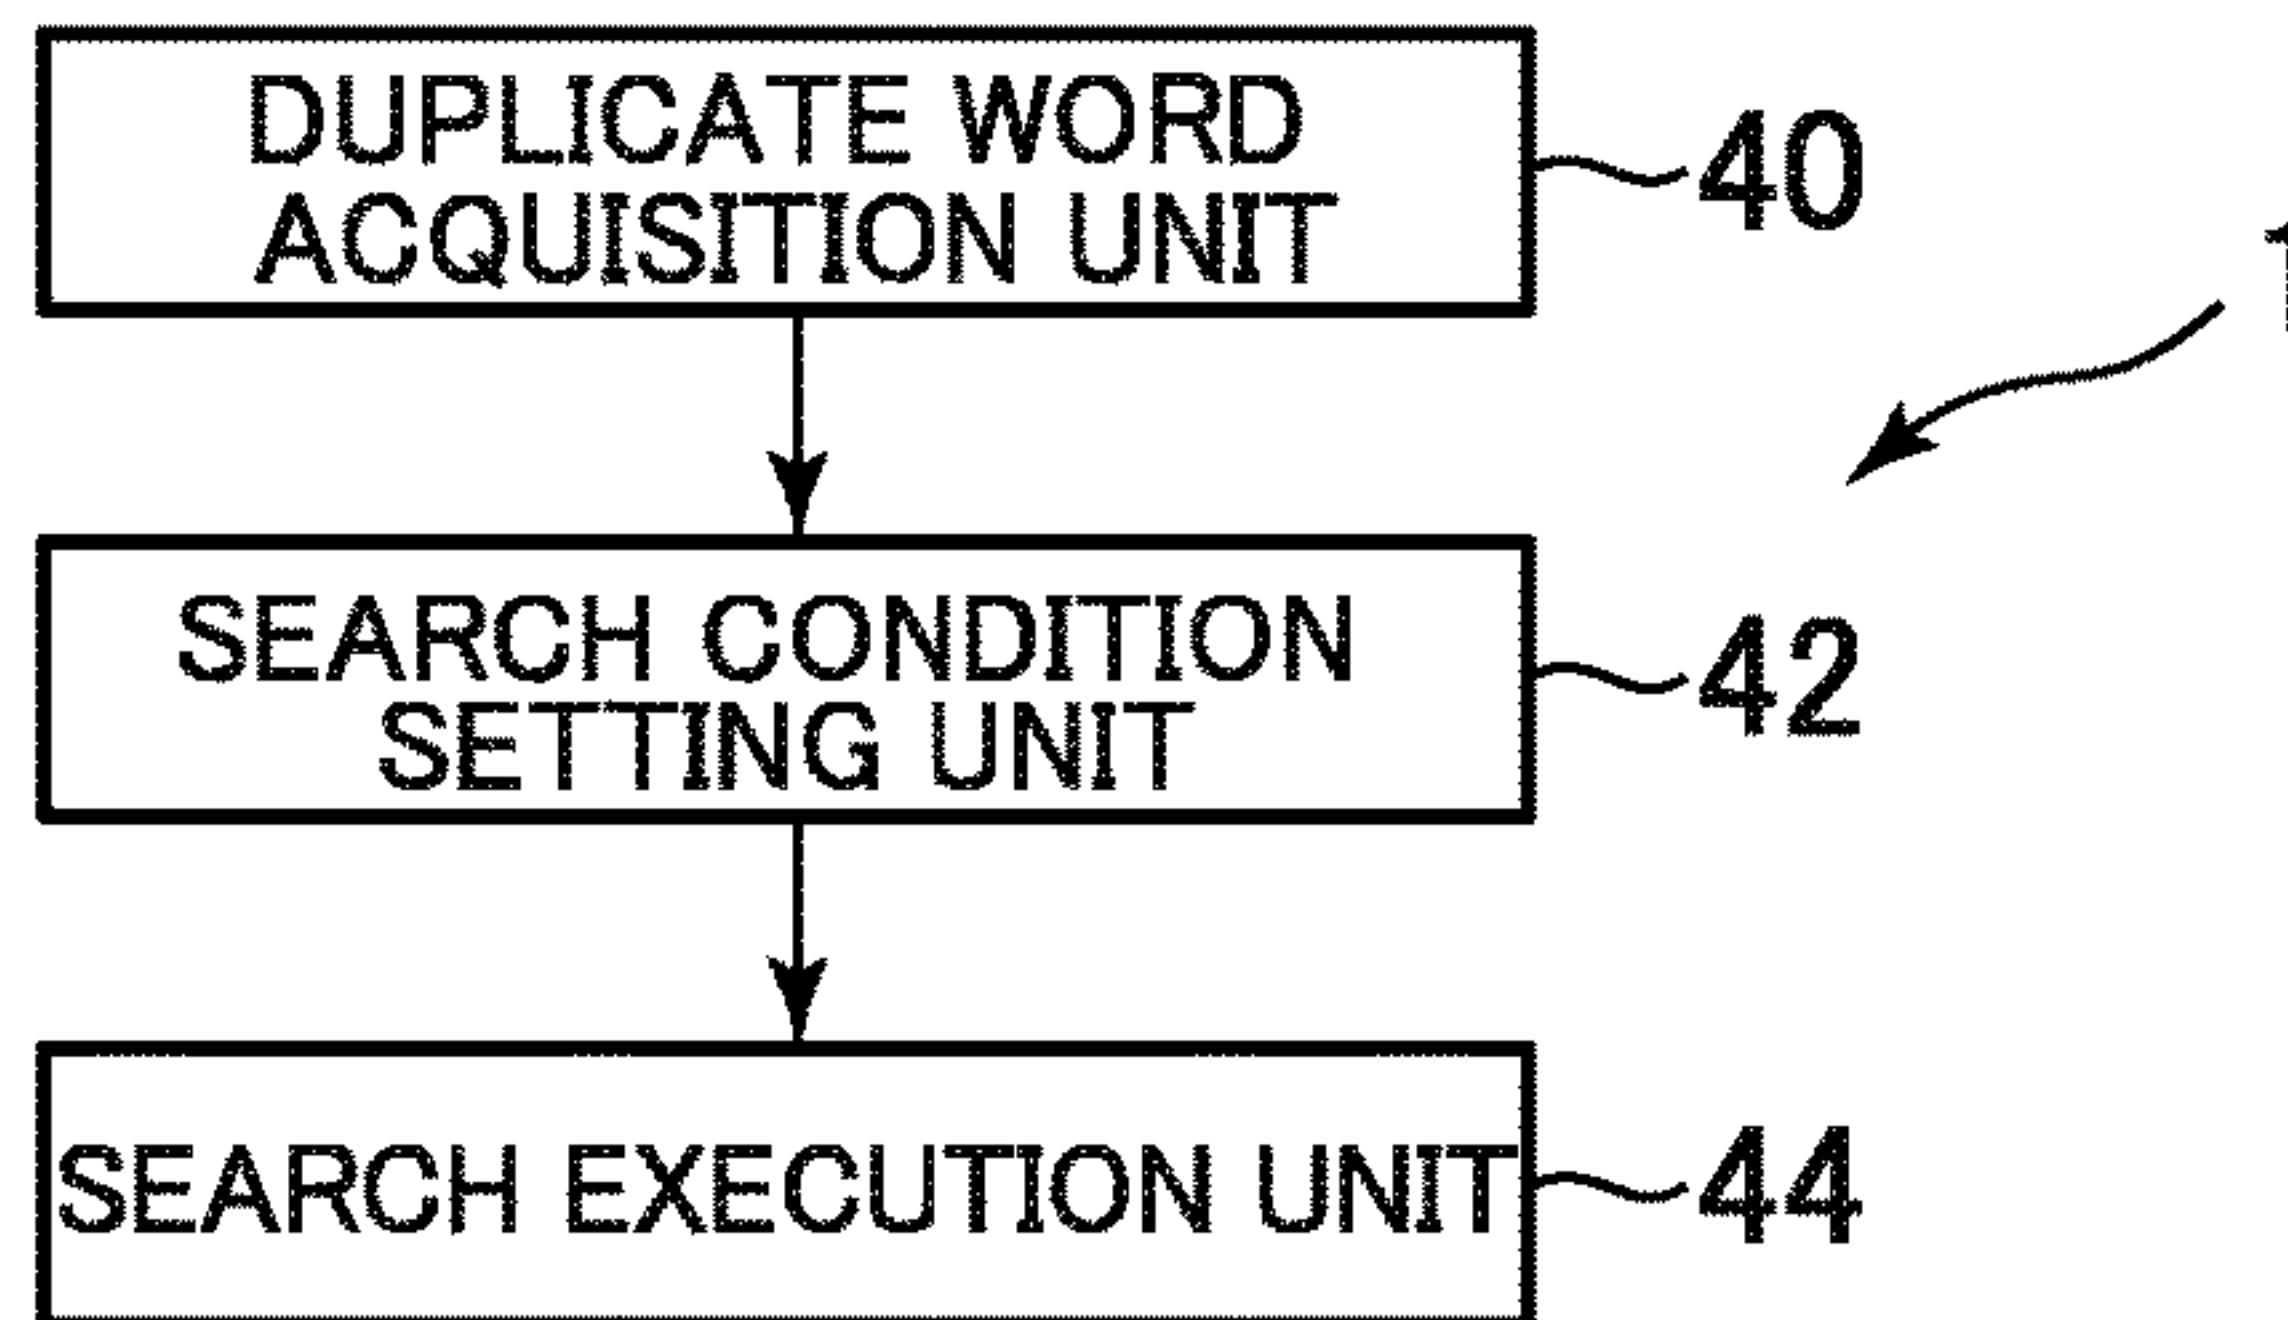 DUPLICATE WORD
ACQUISITION UNIT
40
SEARCH CONDITION
SETTING UNIT
42
SEARCH EXECUTION UNIT
44